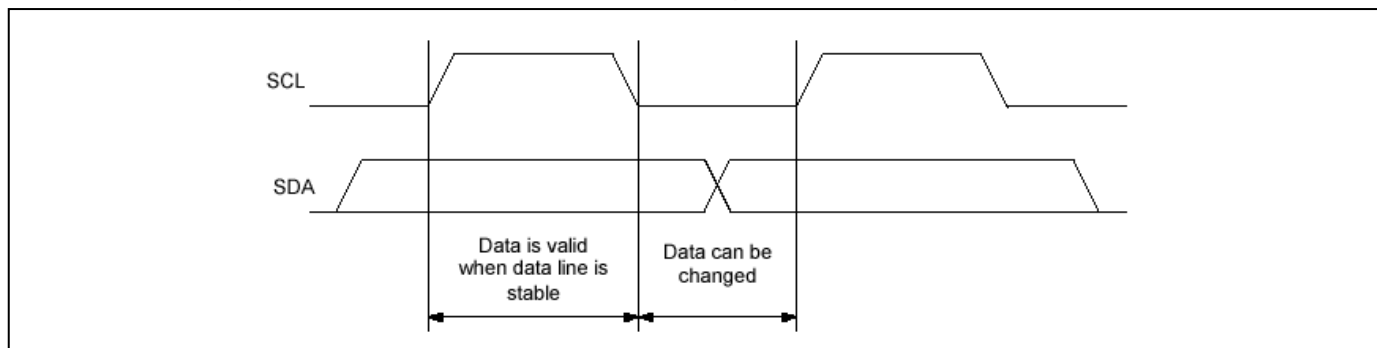 SCL
SDA
Data is valid
when data line is
stable
Data can be
changed